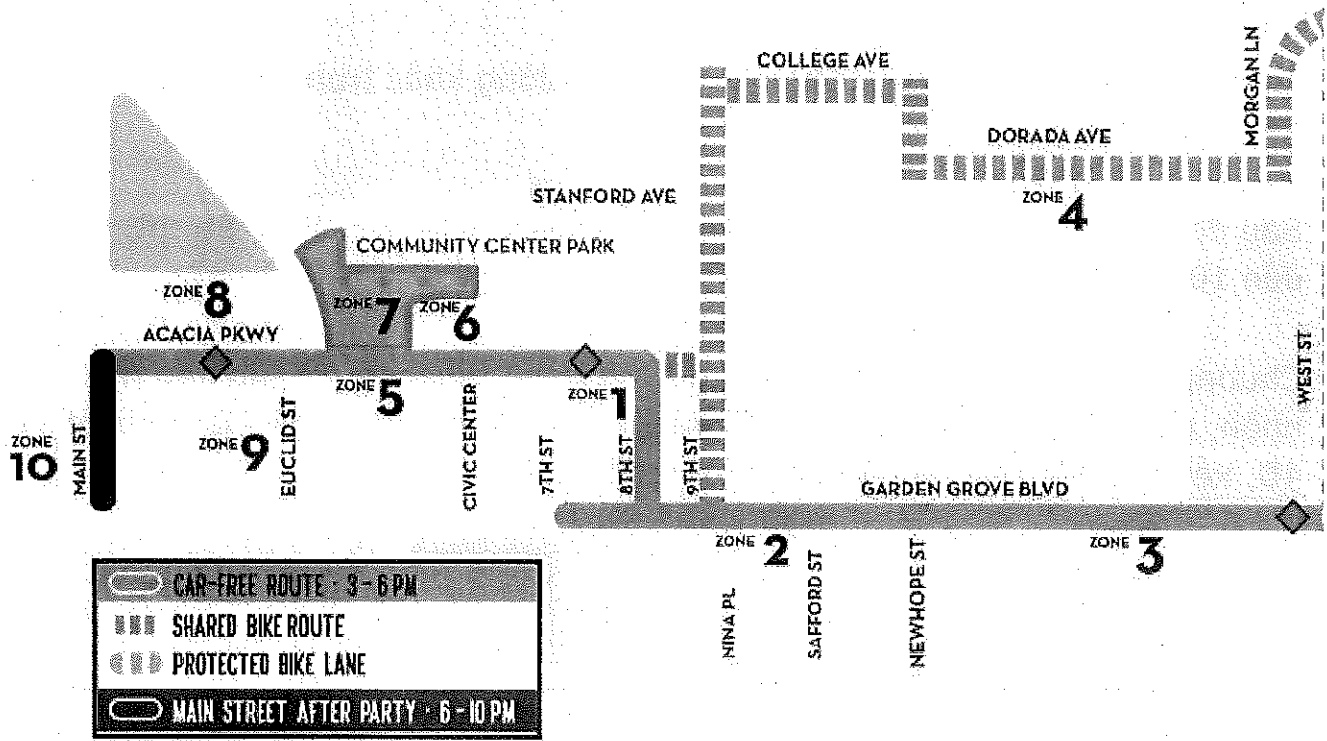 COLLEGE AVE
MORGAN LN
DORADA AVE
ZONE 4
STANFORD AVE
COMMUNITY CENTER PARK
ZONE 8
ZONE 7
ZONE 6
ACACIA PKWY
ZONE 5
ZONE 1
WEST ST
ZONE 10
MAIN ST
ZONE 9
EUCLID ST
CIVIC CENTER
7TH ST
8TH ST
9TH ST
GARDEN GROVE BLVD
ZONE 2
ZONE 3
NINA PL
SAFFORD ST
NEWHOPE ST
CAR-FREE ROUTE · 3-6 PM
SHARED BIKE ROUTE
PROTECTED BIKE LANE
MAIN STREET AFTER PARTY · 6-10 PM